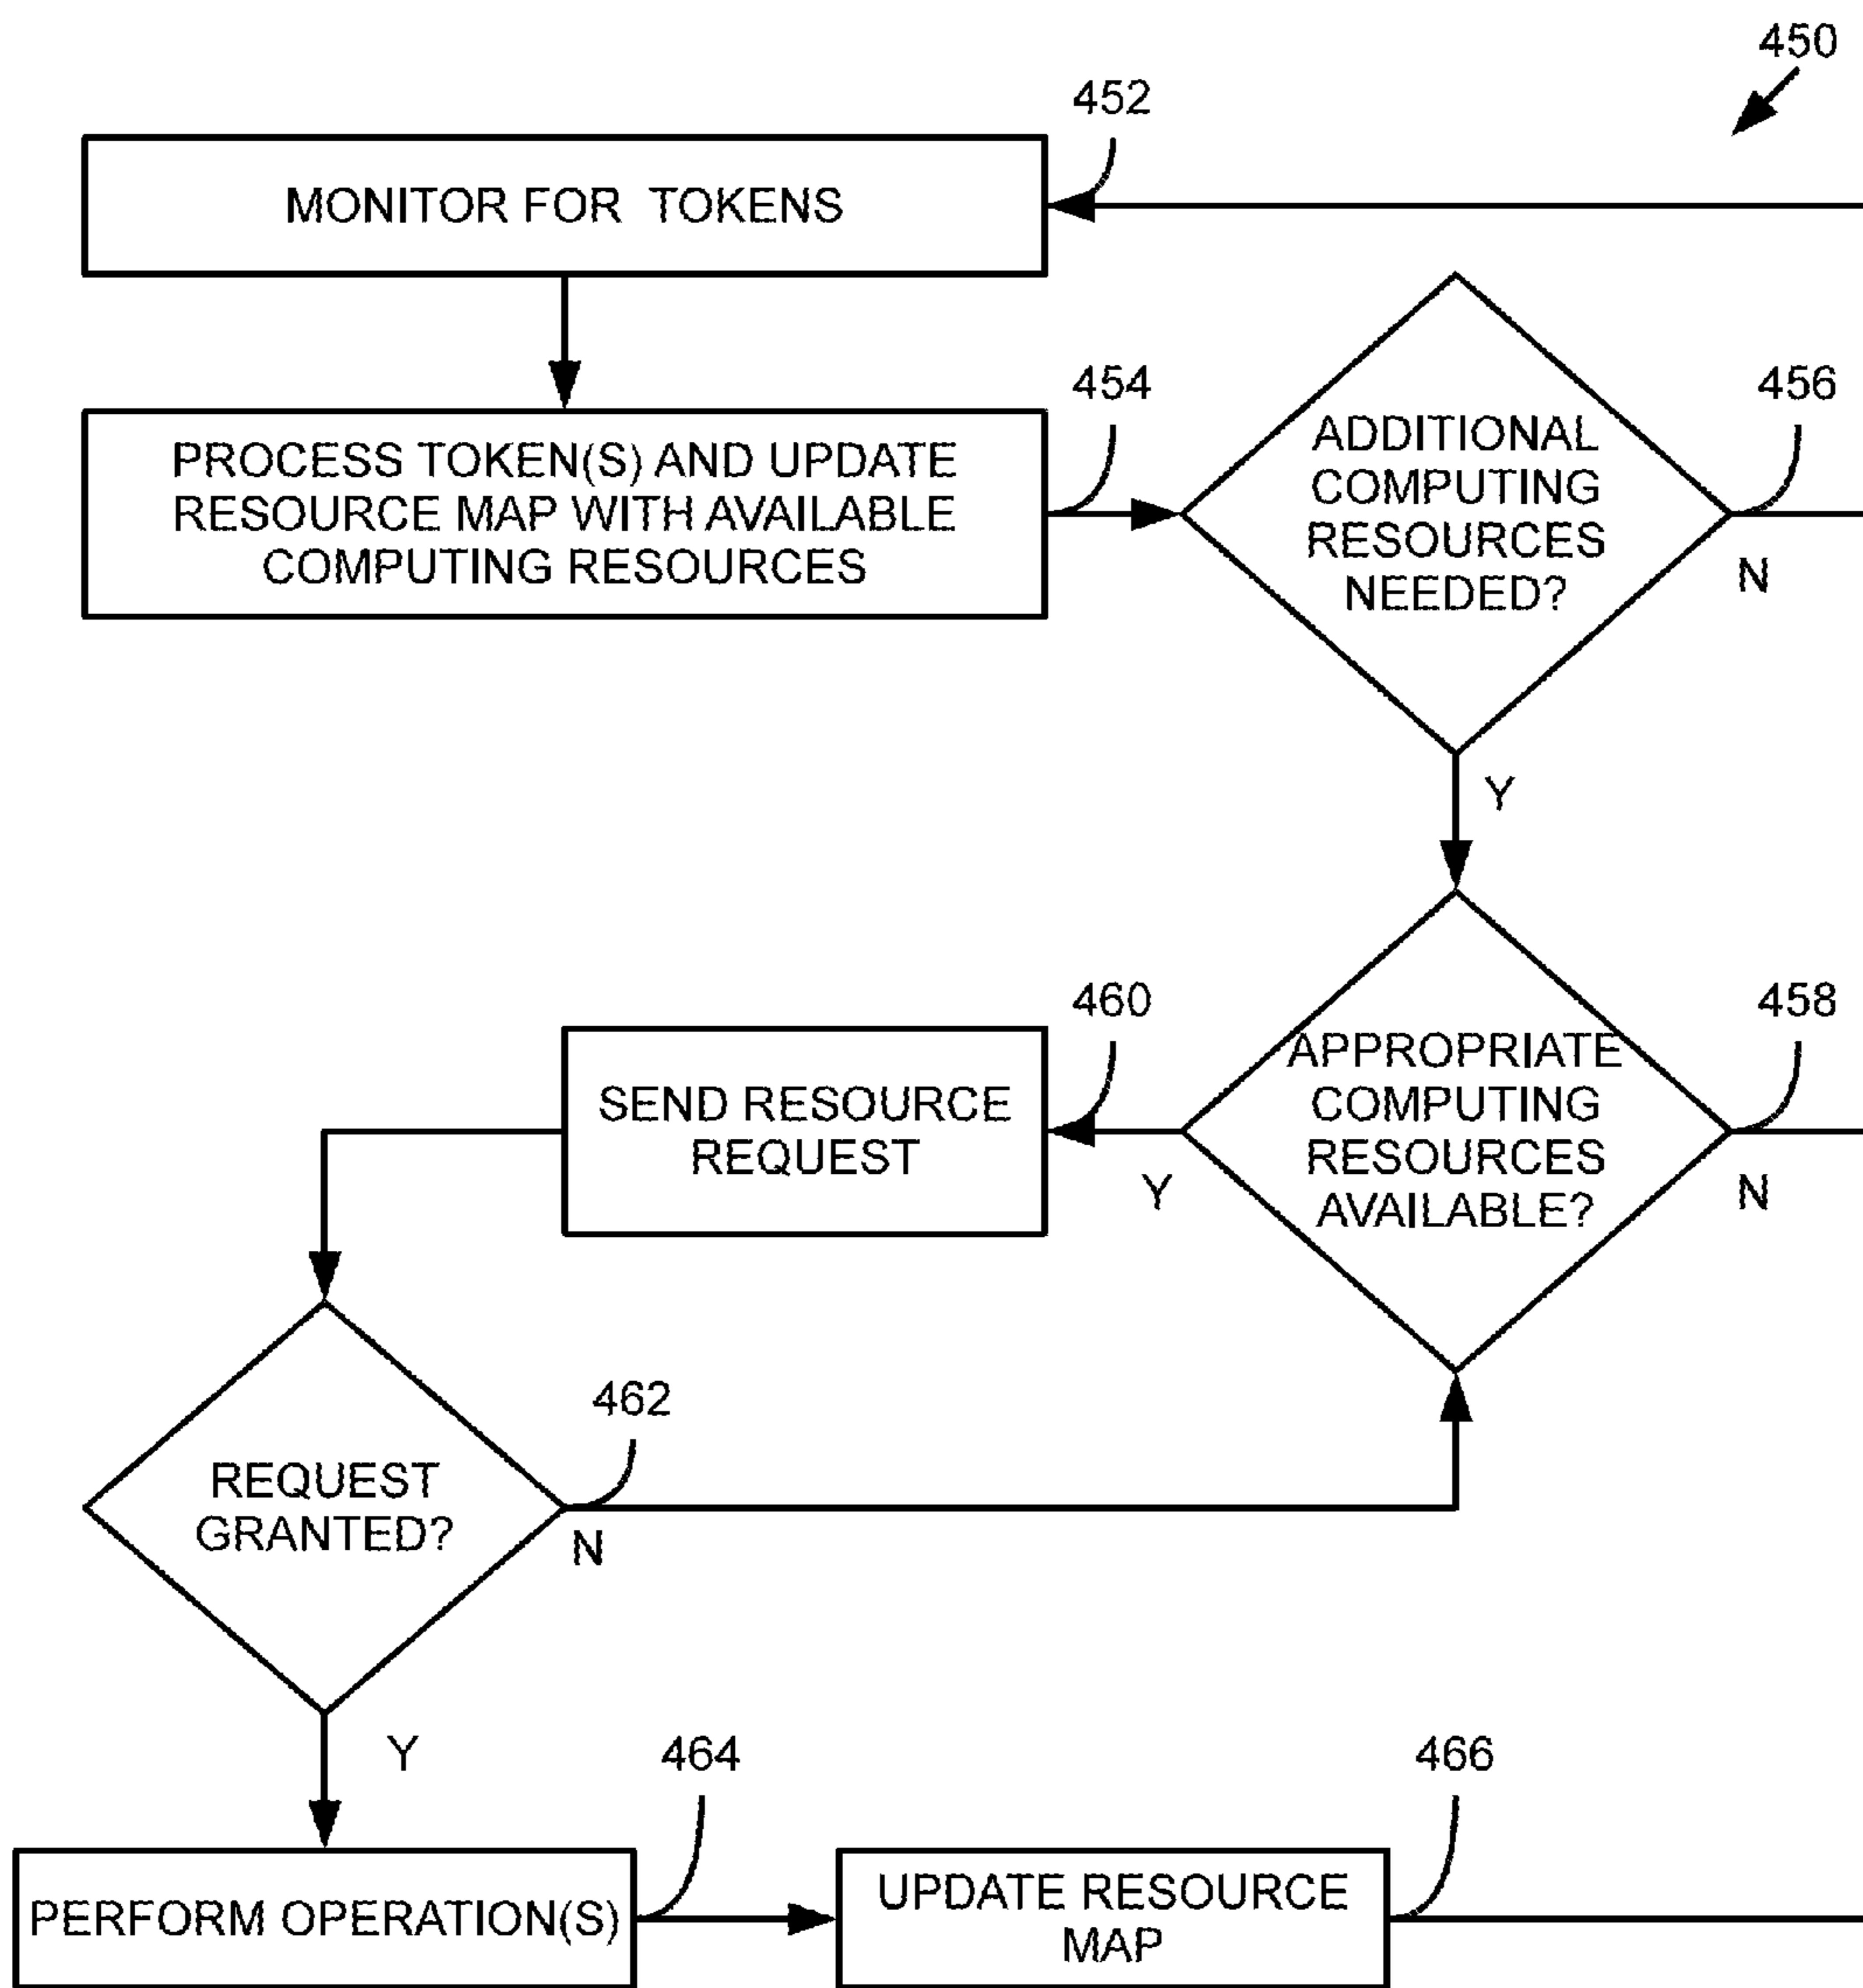 450
452
MONITOR FOR TOKENS
454
PROCESS TOKEN(S) AND UPDATE
RESOURCE MAP WITH AVAILABLE
COMPUTING RESOURCES
456
ADDITIONAL
COMPUTING
RESOURCES
NEEDED?
N
Y
458
APPROPRIATE
COMPUTING
RESOURCES
AVAILABLE?
N
Y
460
SEND RESOURCE
REQUEST
462
REQUEST
GRANTED?
N
Y
464
PERFORM OPERATION(S)
466
UPDATE RESOURCE
MAP